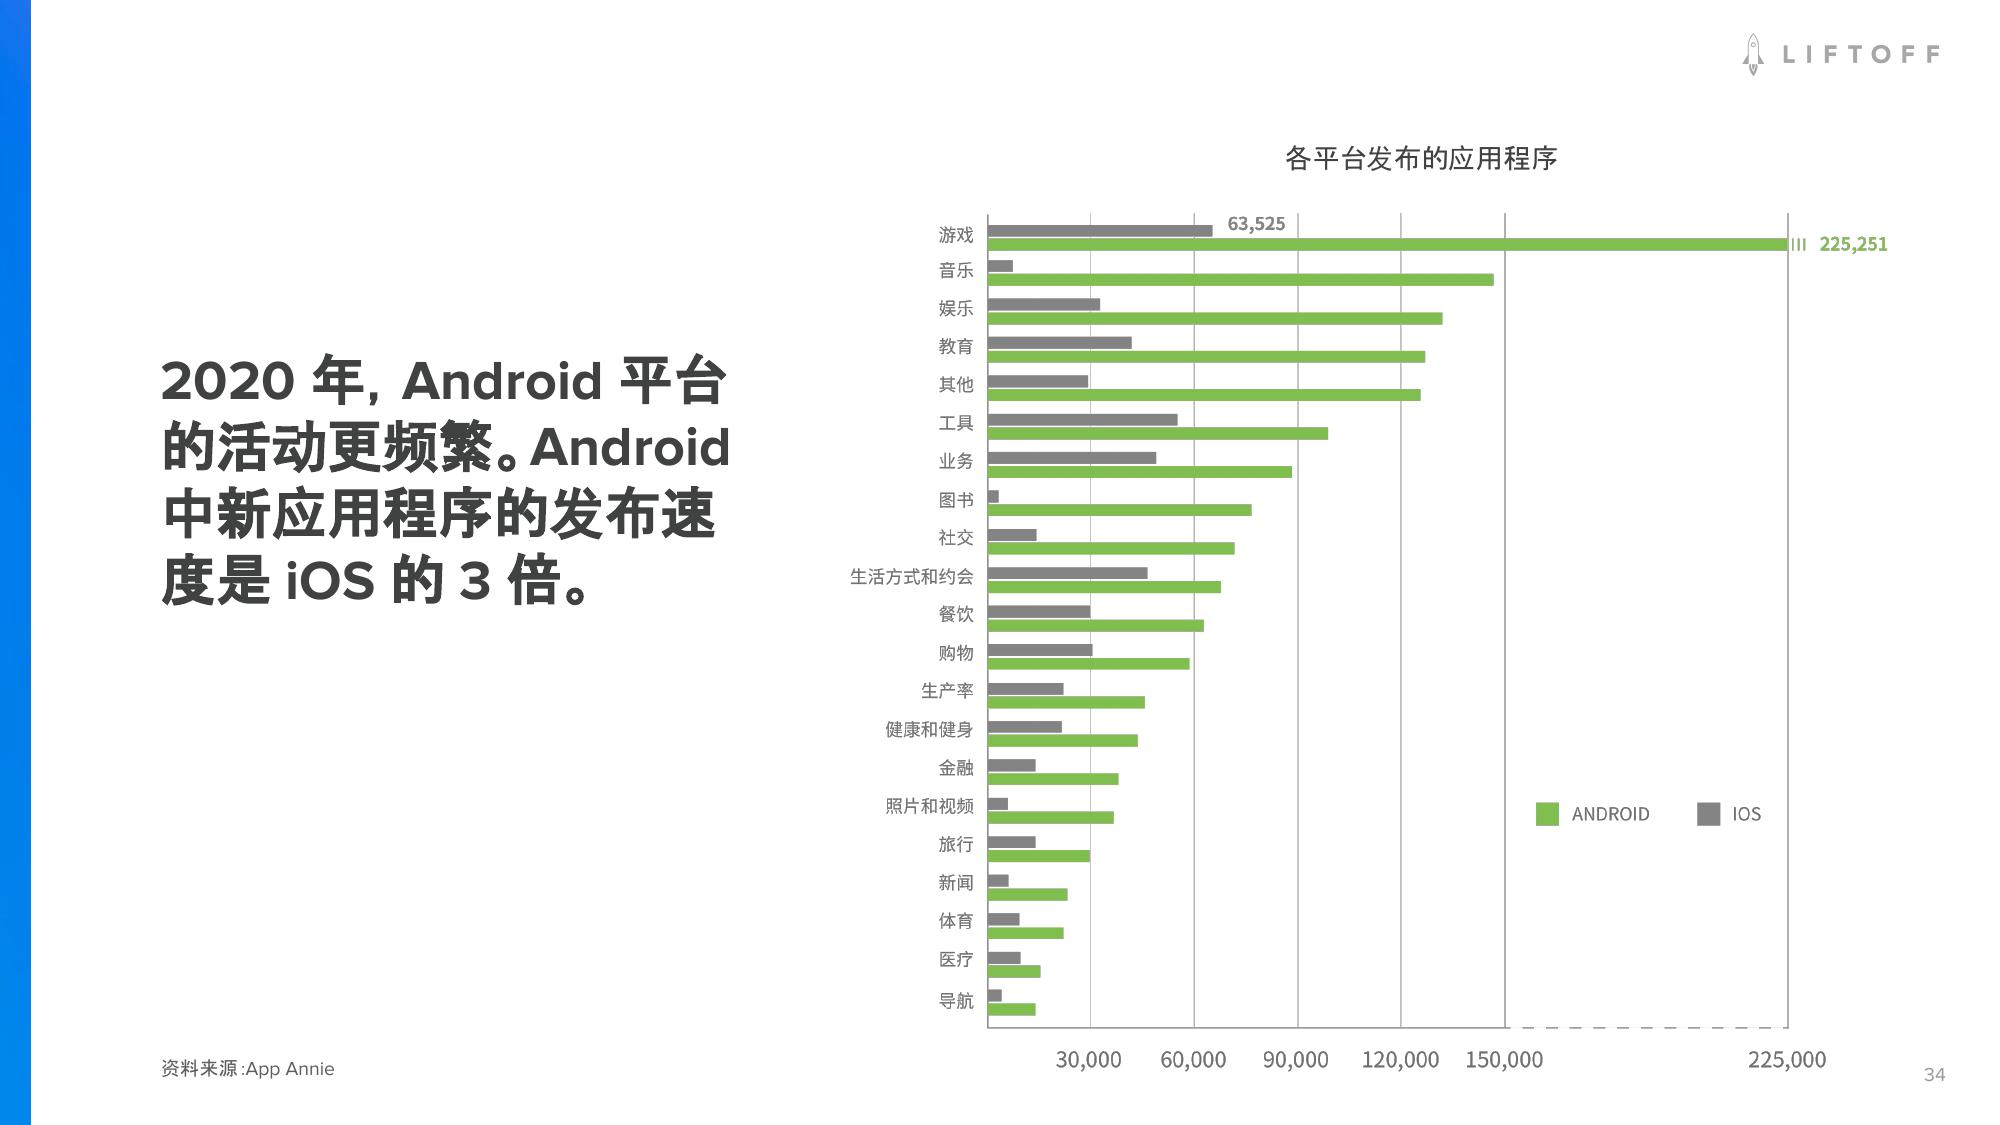 LIFTOFF
2020 年, Android 平台
的活动更频繁。Android
中新应用程序的发布速
度是 iOS 的 3 倍。
各平台发布的应用程序
游戏
63,525
225,251
音乐
娱乐
教育
其他
工具
业务
图书
社交
生活方式和约会
餐饮
购物
生产率
健康和健身
金融
照片和视频
旅行
新闻
体育
医疗
导航
ANDROID
IOS
30,000 60,000 90,000 120,000 150,000 225,000
资料来源:App Annie
34